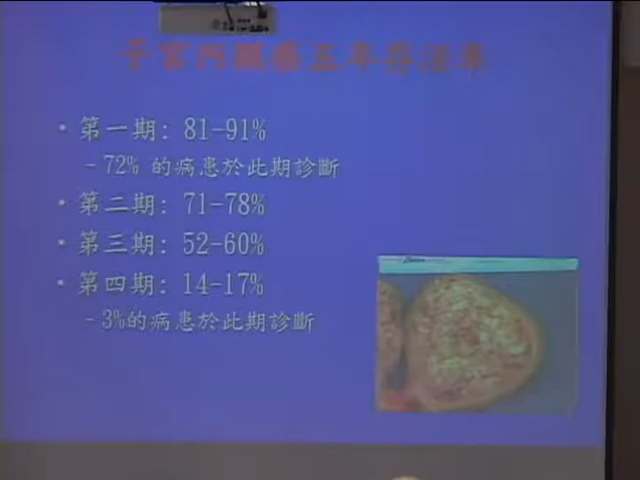 子宮內膜癌五年存活率
• 第一期: 81-91%
- 72% 的病患於此期診斷
• 第二期: 71-78%
• 第三期: 52-60%
• 第四期: 14-17%
- 3%的病患於此期診斷